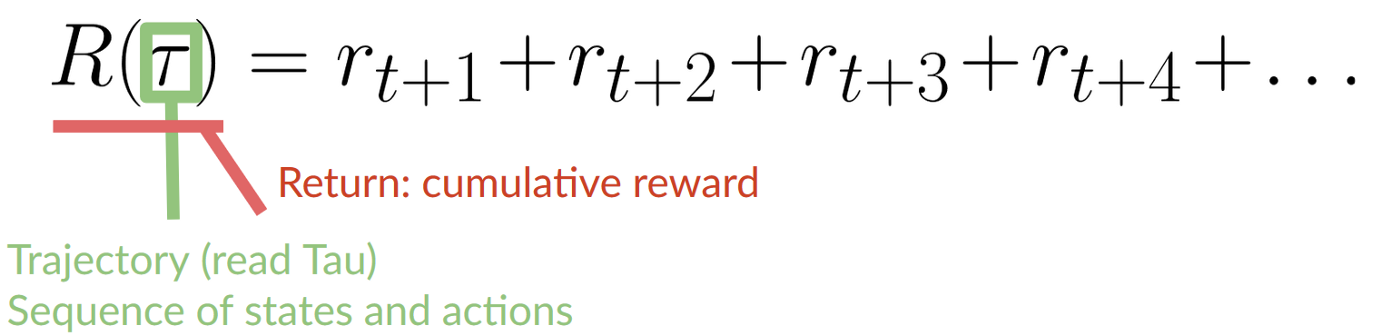 R(τ) = r_{t+1} + r_{t+2} + r_{t+3} + r_{t+4} + ...
Return: cumulative reward
Trajectory (read Tau)
Sequence of states and actions